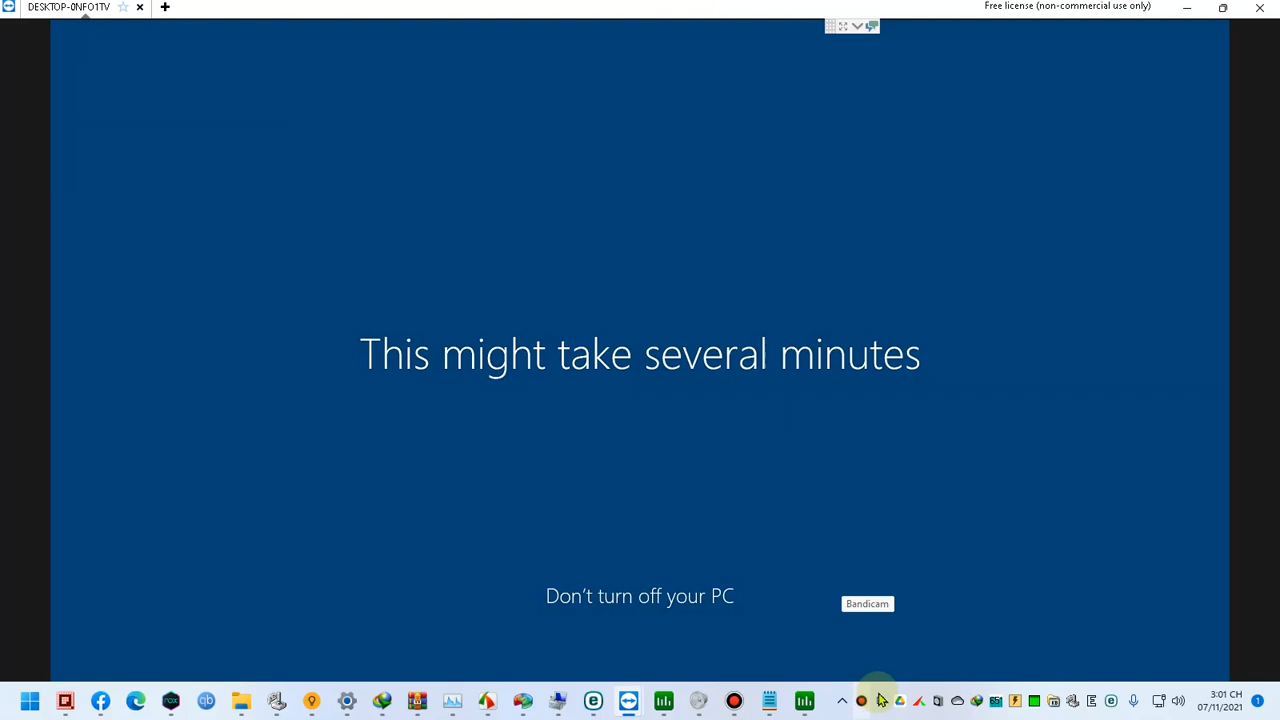 DESKTOP-0NFO1TV
Free license (non-commercial use only)
This might take several minutes
Don't turn off your PC
Bandicam
3:01 CH
07/11/2021